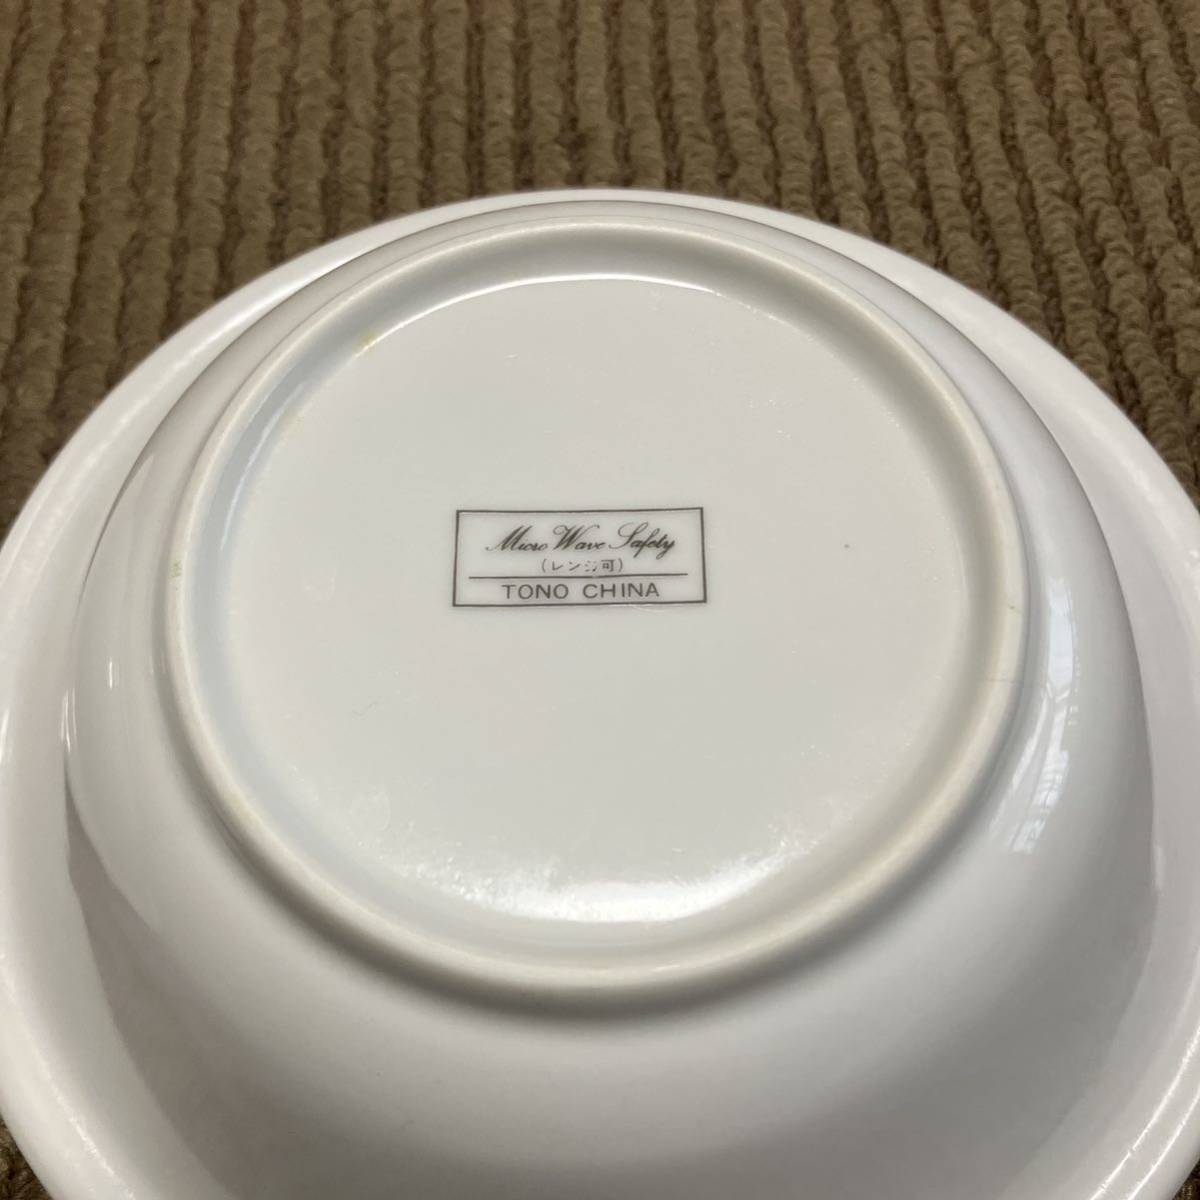 Micro Wave Safety
(レンジ可)
TONO CHINA